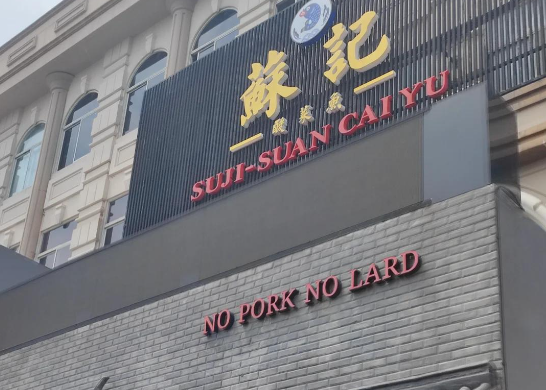 蘇記
酸菜魚
SUJI-SUAN CAI YU
NO PORK NO LARD